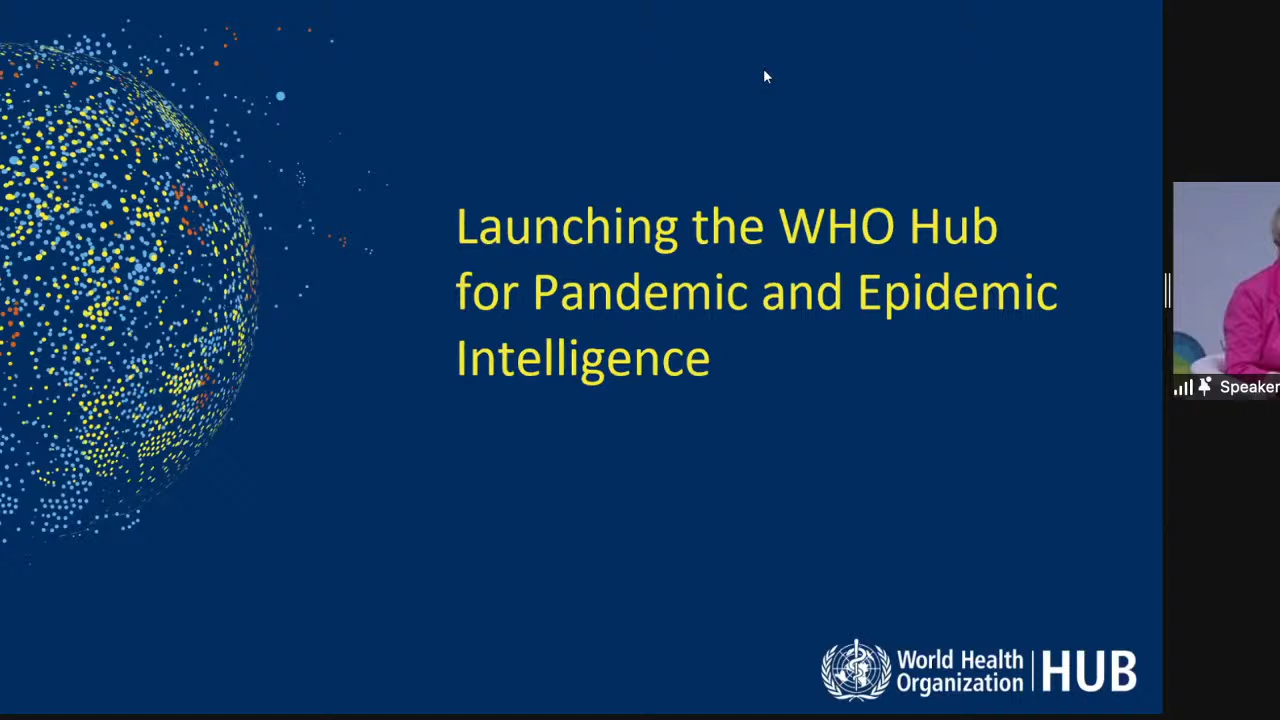 Launching the WHO Hub
for Pandemic and Epidemic
Intelligence
Speaker
World Health
Organization
HUB